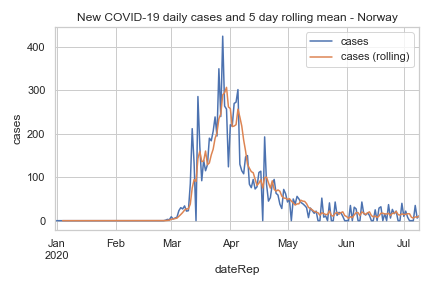 New COVID-19 daily cases and 5 day rolling mean - Norway
cases
cases (rolling)
400
300
200
100
0
cases
Jan
2020
Feb
Mar
Apr
May
Jun
Jul
dateRep